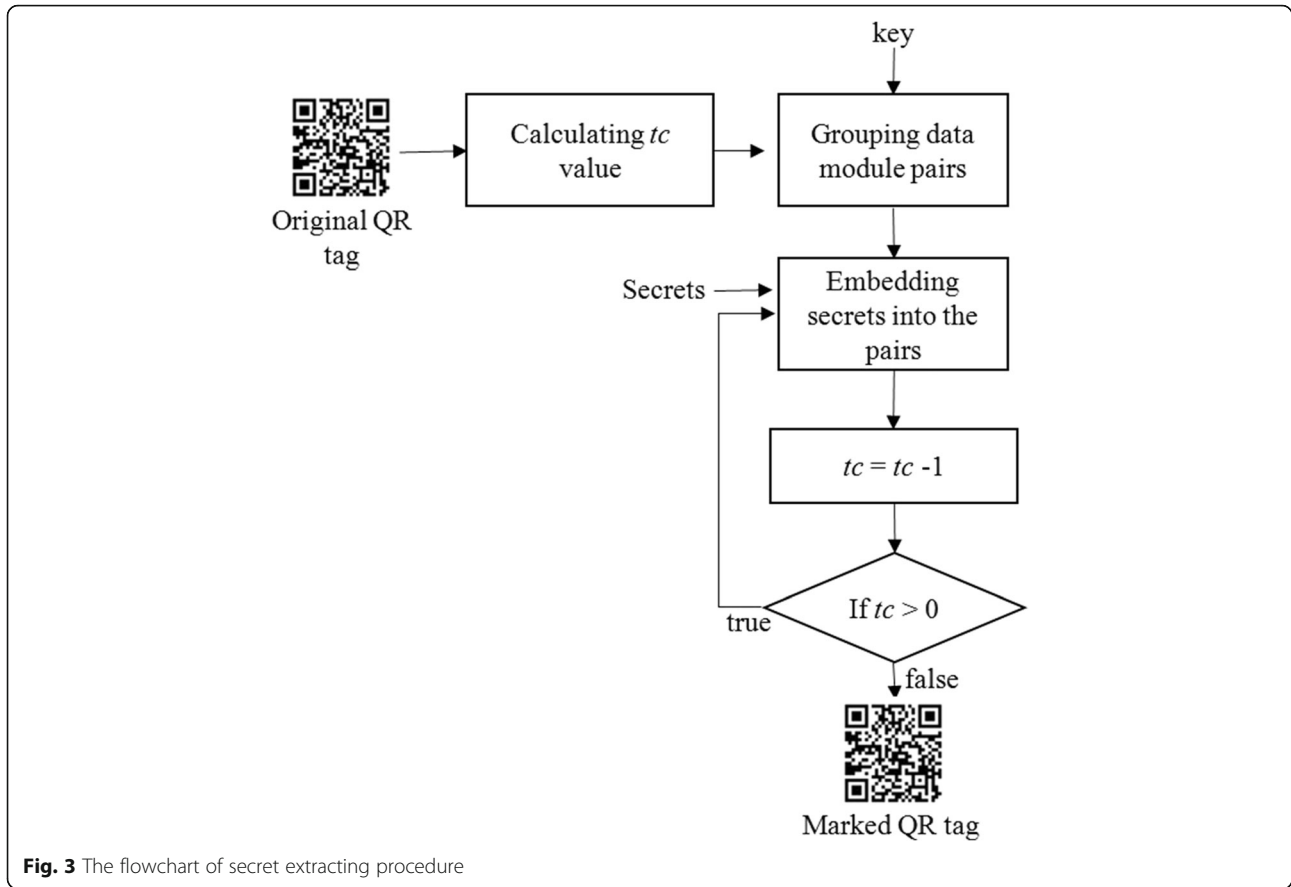 key
Calculating tc
value
Grouping data
module pairs
Original QR
tag
Secrets
Embedding
secrets into the
pairs
tc = tc -1
If tc > 0
true
false
Marked QR tag
Fig. 3 The flowchart of secret extracting procedure